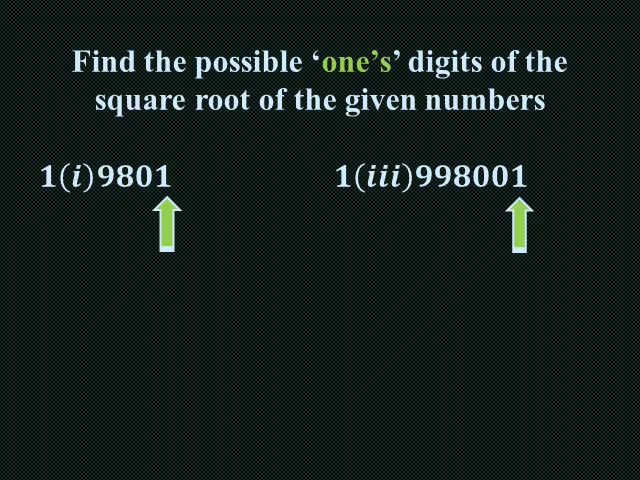 Find the possible ‘one’s’ digits of the
square root of the given numbers
1(i)9801
1(iii)998001